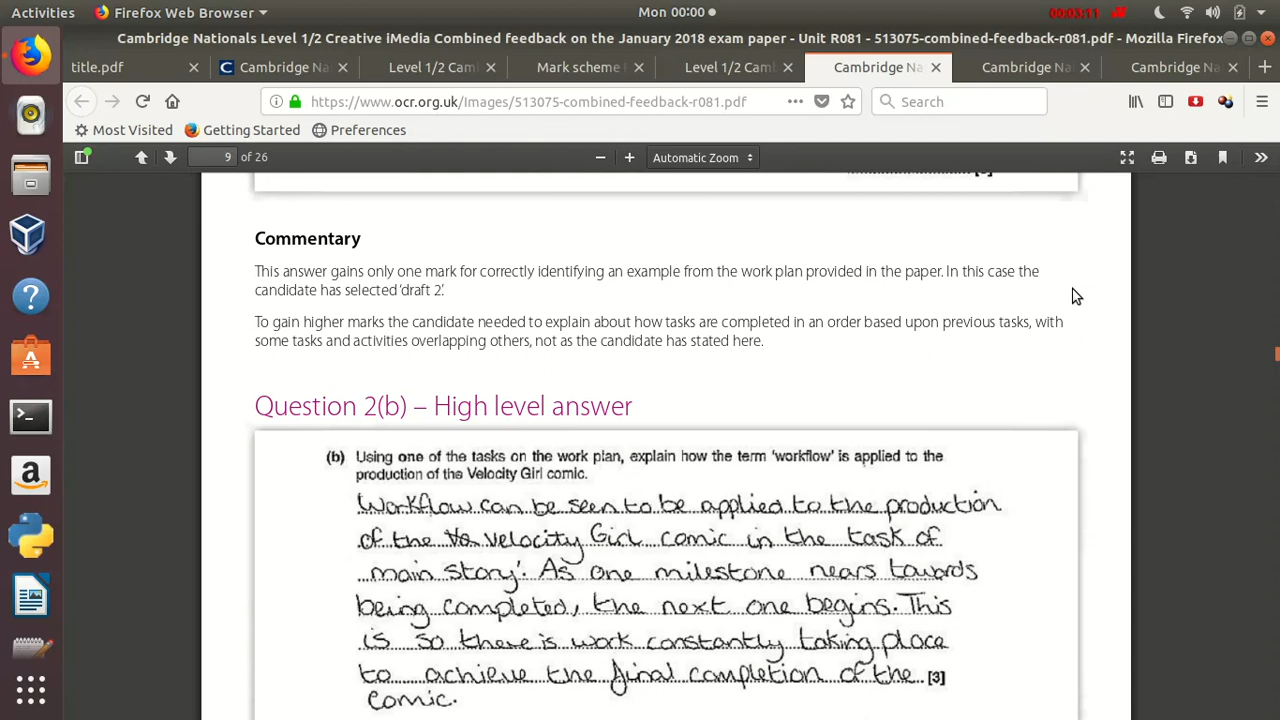 Activities
Firefox Web Browser
Mon 00:00
00:03:11
Cambridge Nationals Level 1/2 Creative iMedia Combined feedback on the January 2018 exam paper - Unit R081 - 513075-combined-feedback-r081.pdf - Mozilla Firefox
title.pdf
Cambridge Na
Level 1/2 Cam
Mark scheme
Level 1/2 Cam
Cambridge Na
Cambridge Na
Cambridge Na
https://www.ocr.org.uk/Images/513075-combined-feedback-r081.pdf
Search
Most Visited
Getting Started
Preferences
9 of 26
Automatic Zoom
Commentary
This answer gains only one mark for correctly identifying an example from the work plan provided in the paper. In this case the
candidate has selected 'draft 2'.
To gain higher marks the candidate needed to explain about how tasks are completed in an order based upon previous tasks, with
some tasks and activities overlapping others, not as the candidate has stated here.
Question 2(b) – High level answer
(b) Using one of the tasks on the work plan, explain how the term 'workflow' is applied to the
production of the Velocity Girl comic.
Workflow can be seen to be applied to the production
of the Velocity Girl comic in the task of
main story'. As one milestone nears towards
being completed, the next one begins. This
is so there is work constantly taking place
to achieve the final completion of the [3]
comic.